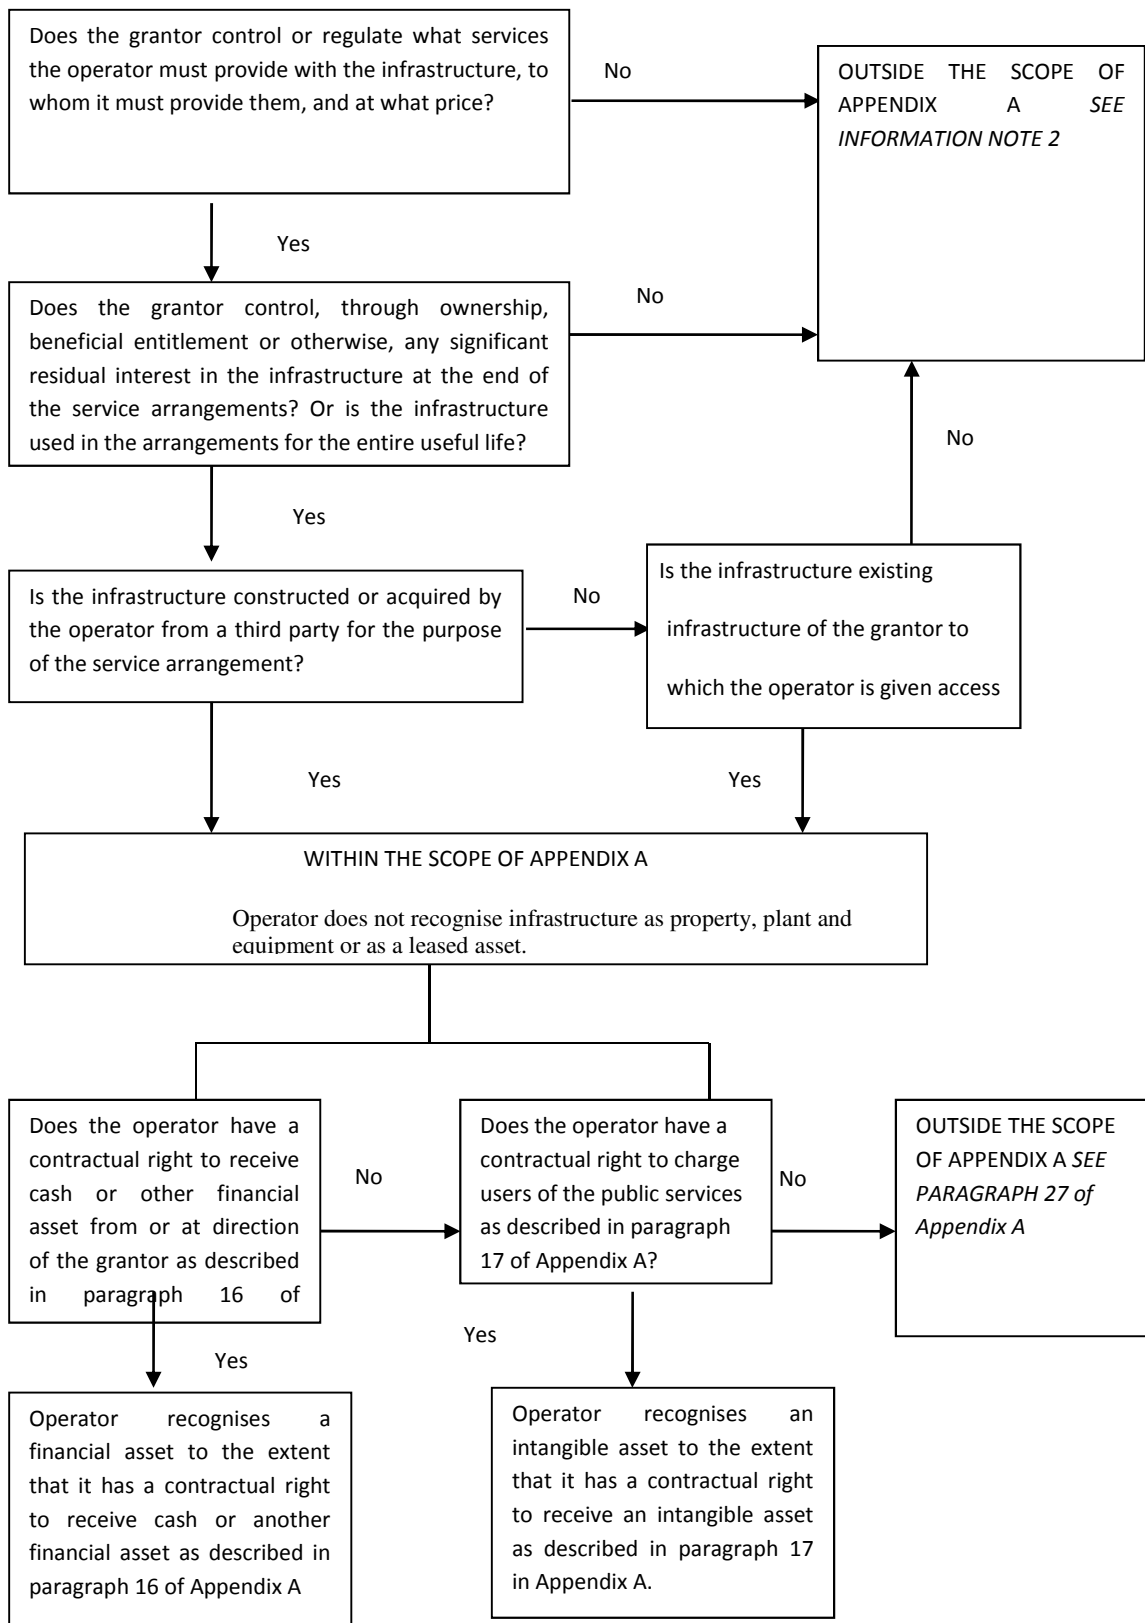 Does the grantor control or regulate what services
the operator must provide with the infrastructure, to
whom it must provide them, and at what price?
No
OUTSIDE THE SCOPE OF
APPENDIX A SEE
INFORMATION NOTE 2
Yes
Does the grantor control, through ownership,
beneficial entitlement or otherwise, any significant
residual interest in the infrastructure at the end of
the service arrangements? Or is the infrastructure
used in the arrangements for the entire useful life?
No
No
Yes
Is the infrastructure constructed or acquired by
the operator from a third party for the purpose
of the service arrangement?
No
Is the infrastructure existing
infrastructure of the grantor to
which the operator is given access
Yes
Yes
WITHIN THE SCOPE OF APPENDIX A
Operator does not recognise infrastructure as property, plant and
equipment or as a leased asset.
Does the operator have a
contractual right to receive
cash or other financial
asset from or at direction
of the grantor as described
in paragraph 16 of
No
Does the operator have a
contractual right to charge
users of the public services
as described in paragraph
17 of Appendix A?
No
OUTSIDE THE SCOPE
OF APPENDIX A SEE
PARAGRAPH 27 of
Appendix A
Yes
Yes
Operator recognises a
financial asset to the extent
that it has a contractual right
to receive cash or another
financial asset as described in
paragraph 16 of Appendix A
Operator recognises an
intangible asset to the extent
that it has a contractual right
to receive an intangible asset
as described in paragraph 17
in Appendix A.